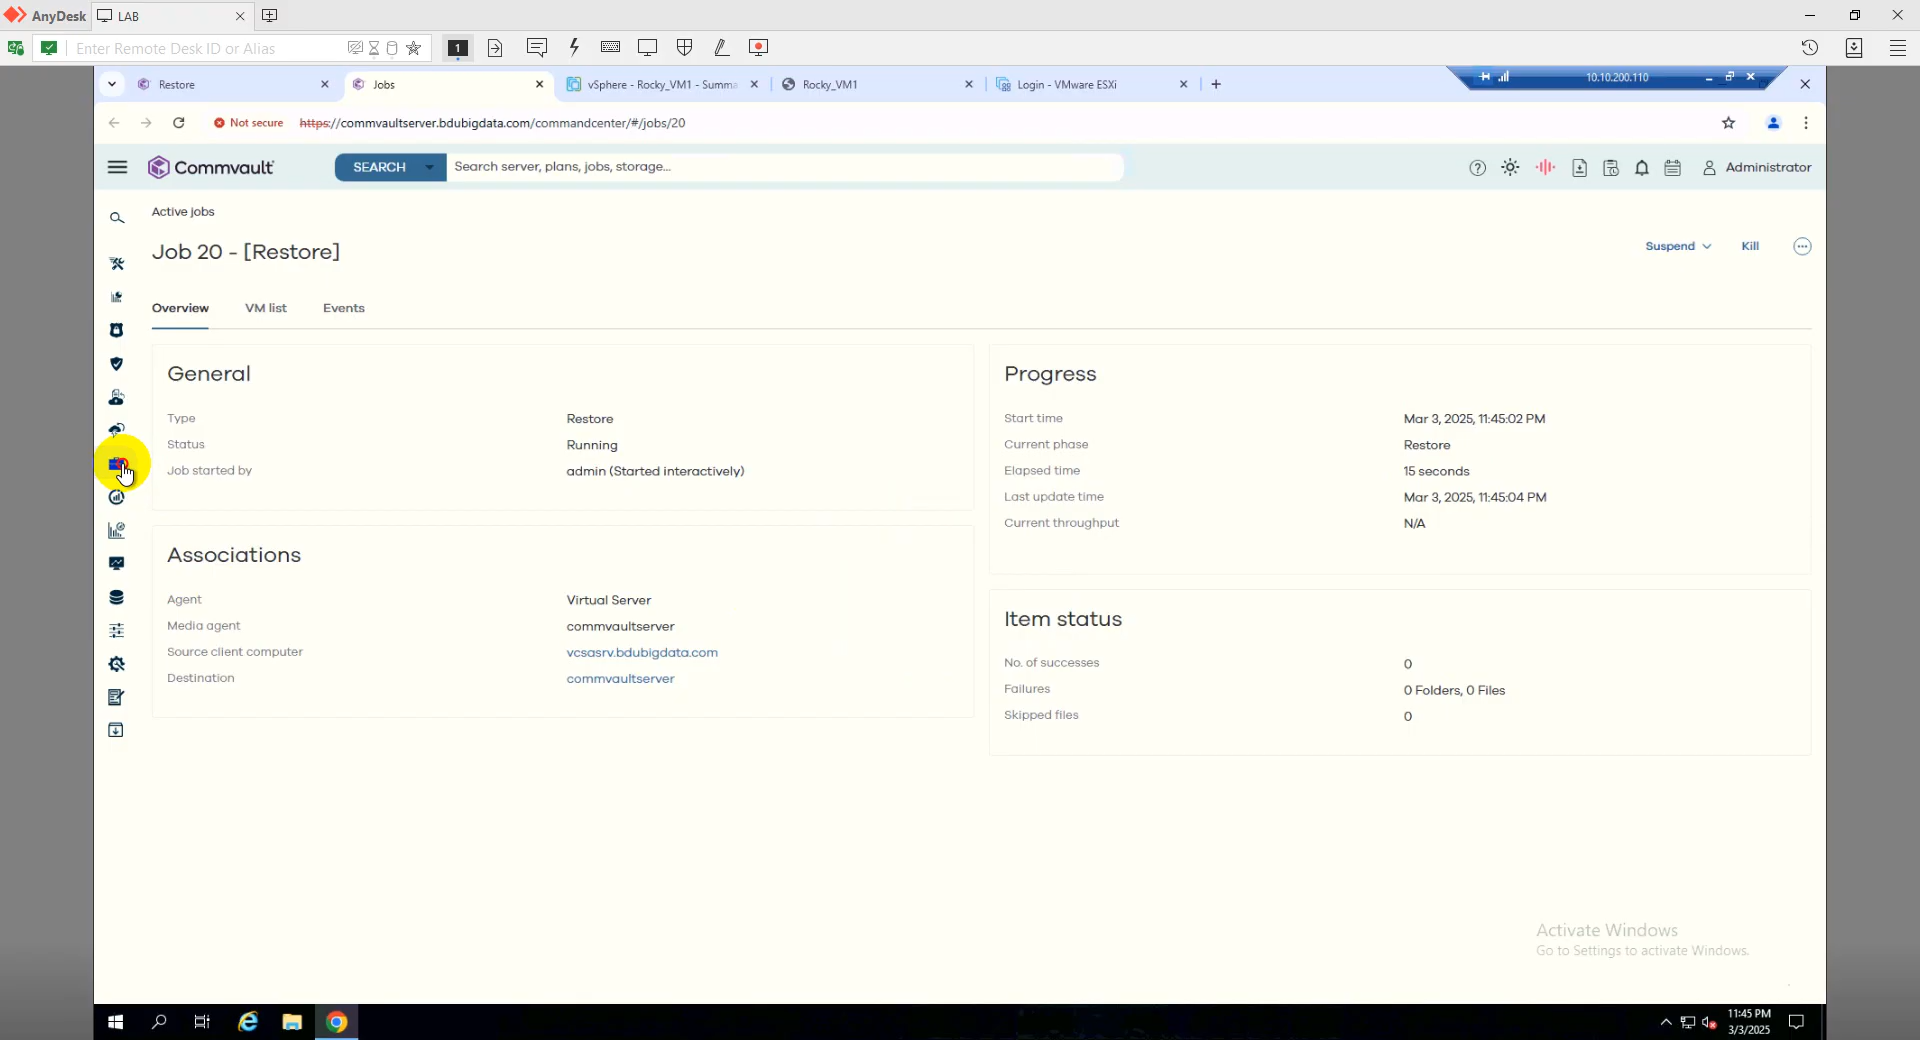 AnyDesk LAB
Enter Remote Desk ID or Alias 1
Restore Jobs vSphere - Rocky_VM1 - Summa Rocky_VM1 Login - VMware ESXi 10.10.200.110
Not secure https://commvaultserver.bdubigdata.com/commandcenter/#/jobs/20
Commvault SEARCH Search server, plans, jobs, storage... Administrator
Active jobs
Job 20 - [Restore] Suspend Kill
Overview VM list Events
General
Type Restore
Status Running
Job started by admin (Started interactively)
Associations
Agent Virtual Server
Media agent commvaultserver
Source client computer vcsasrv.bdubigdata.com
Destination commvaultserver
Progress
Start time Mar 3, 2025, 11:45:02 PM
Current phase Restore
Elapsed time 15 seconds
Last update time Mar 3, 2025, 11:45:04 PM
Current throughput N/A
Item status
No. of successes 0
Failures 0 Folders, 0 Files
Skipped files 0
Activate Windows
Go to Settings to activate Windows.
11:45 PM
3/3/2025